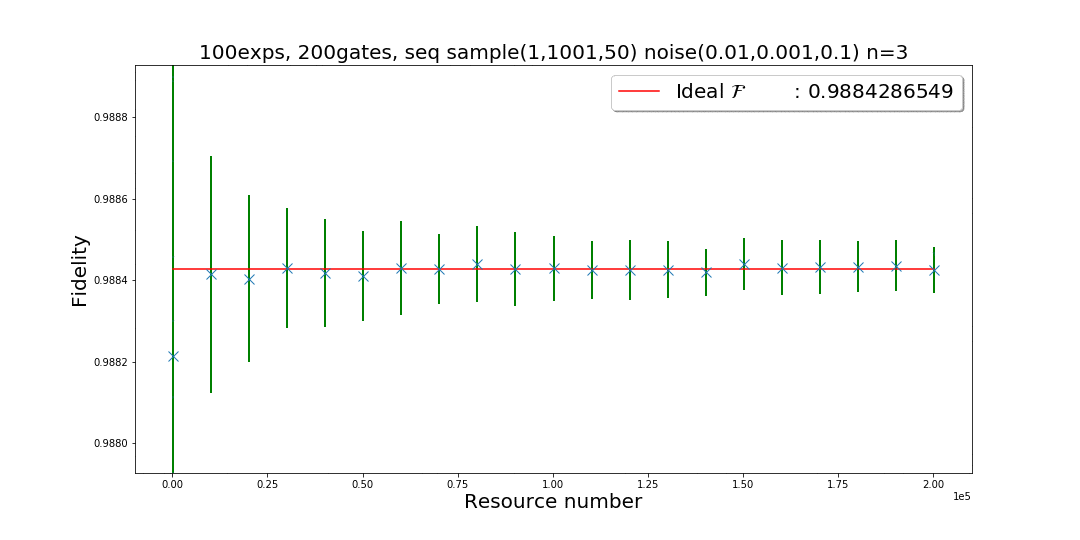 100exps, 200gates, seq sample(1,1001,50) noise(0.01,0.001,0.1) n=3
Ideal ℱ : 0.9884286549
0.9888
0.9886
0.9884
0.9882
0.9880
Fidelity
0.00 0.25 0.50 0.75 1.00 1.25 1.50 1.75 2.00
1e5
Resource number